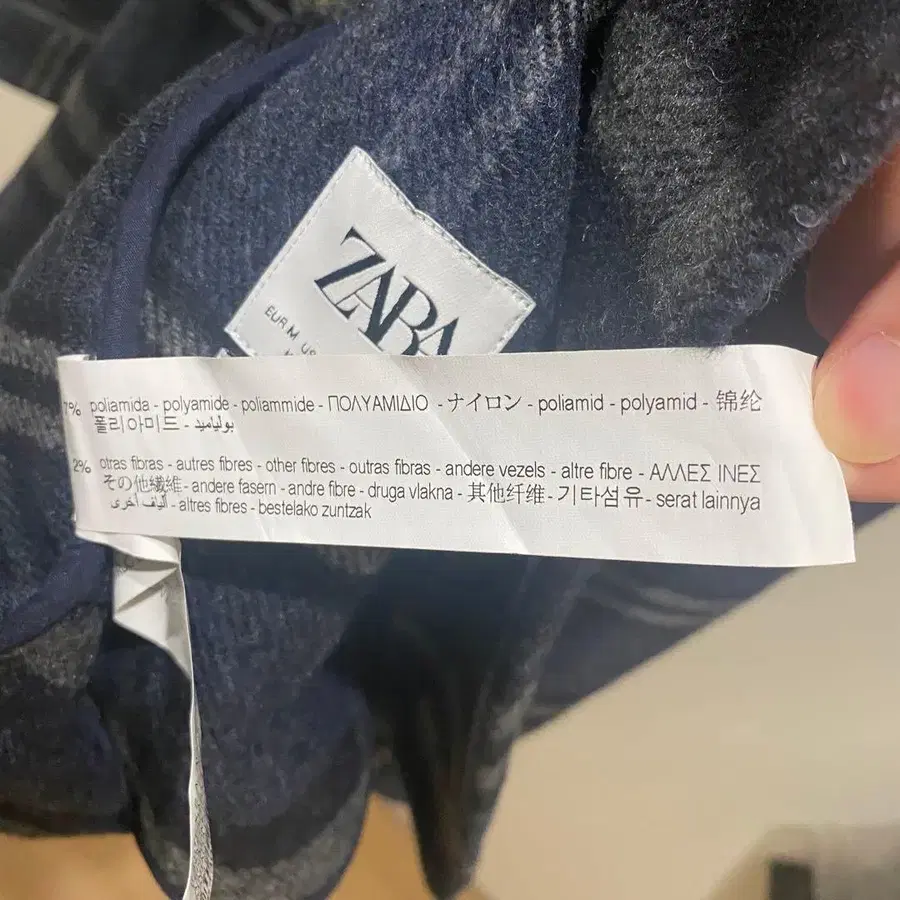 ZARA
EUR M US
7% poliamida - polyamide - poliammide - ΠΟΛΥΑΜΙΔΙΟ - ナイロン - poliamid - polyamid - 锦纶
폴리아미드 - بولياميد
2% otras fibras - autres fibres - other fibres - outras fibras - andere vezels - altre fibre - ΑΛΛΕΣ ΙΝΕΣ
その他繊維 - andere fasern - andre fibre - druga vlakna - 其他纤维 - 기타섬유 - serat lainnya
ألياف أخرى - altres fibres - bestelako zuntzak